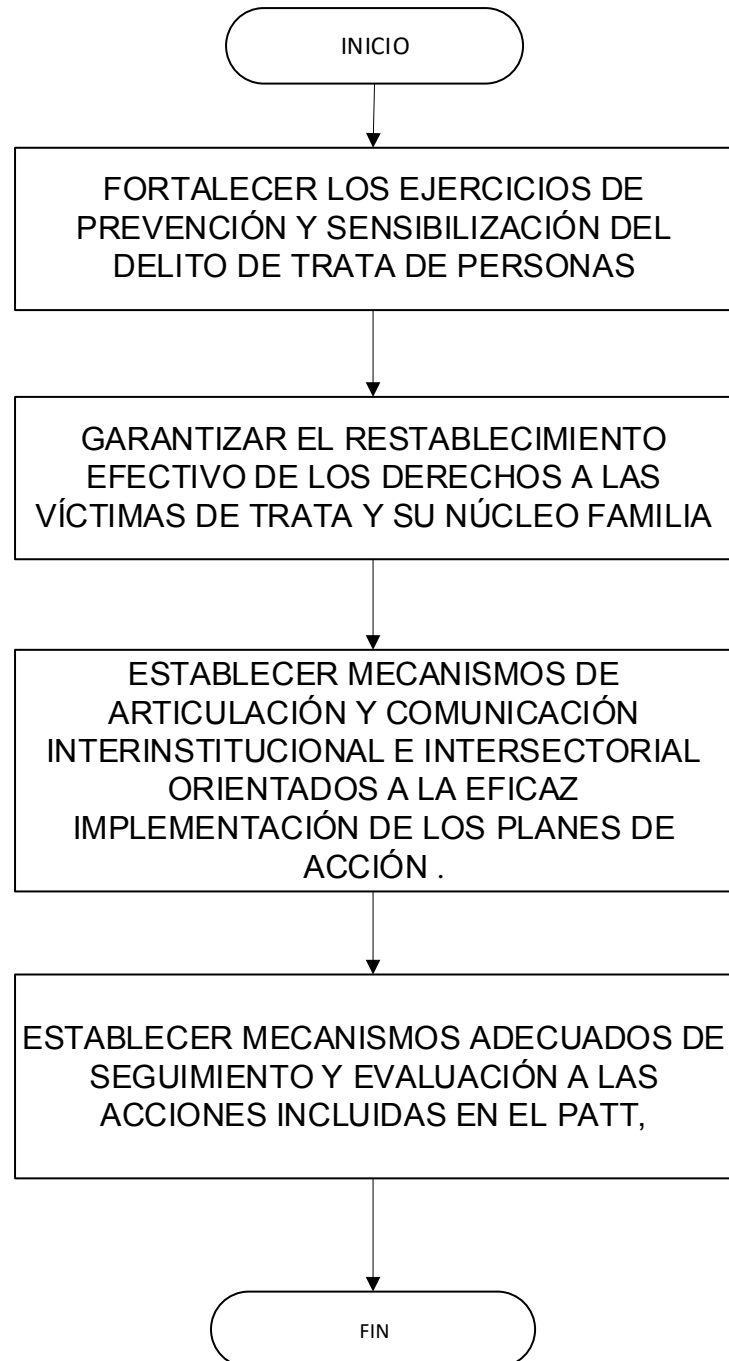 INICIO
FORTALECER LOS EJERCICIOS DE
PREVENCIÓN Y SENSIBILIZACIÓN DEL
DELITO DE TRATA DE PERSONAS
GARANTIZAR EL RESTABLECIMIENTO
EFECTIVO DE LOS DERECHOS A LAS
VÍCTIMAS DE TRATA Y SU NÚCLEO FAMILIA
ESTABLECER MECANISMOS DE
ARTICULACIÓN Y COMUNICACIÓN
INTERINSTITUCIONAL E INTERSECTORIAL
ORIENTADOS A LA EFICAZ
IMPLEMENTACIÓN DE LOS PLANES DE
ACCIÓN .
ESTABLECER MECANISMOS ADECUADOS DE
SEGUIMIENTO Y EVALUACIÓN A LAS
ACCIONES INCLUIDAS EN EL PATT,
FIN